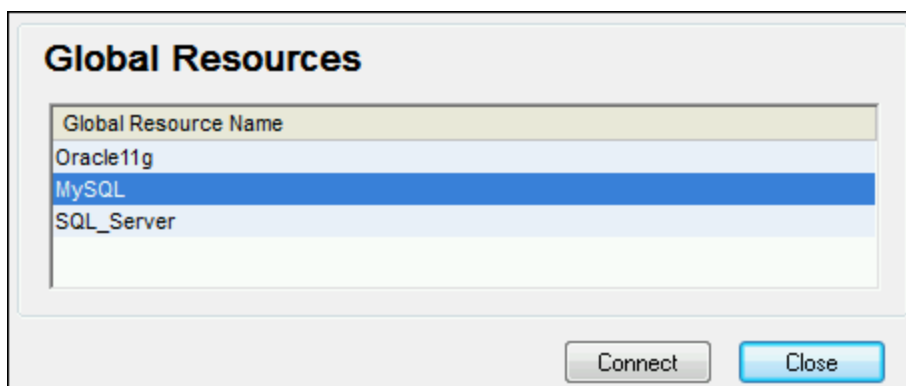 Global Resources
Global Resource Name
Oracle11g
MySQL
SQL_Server
Connect Close